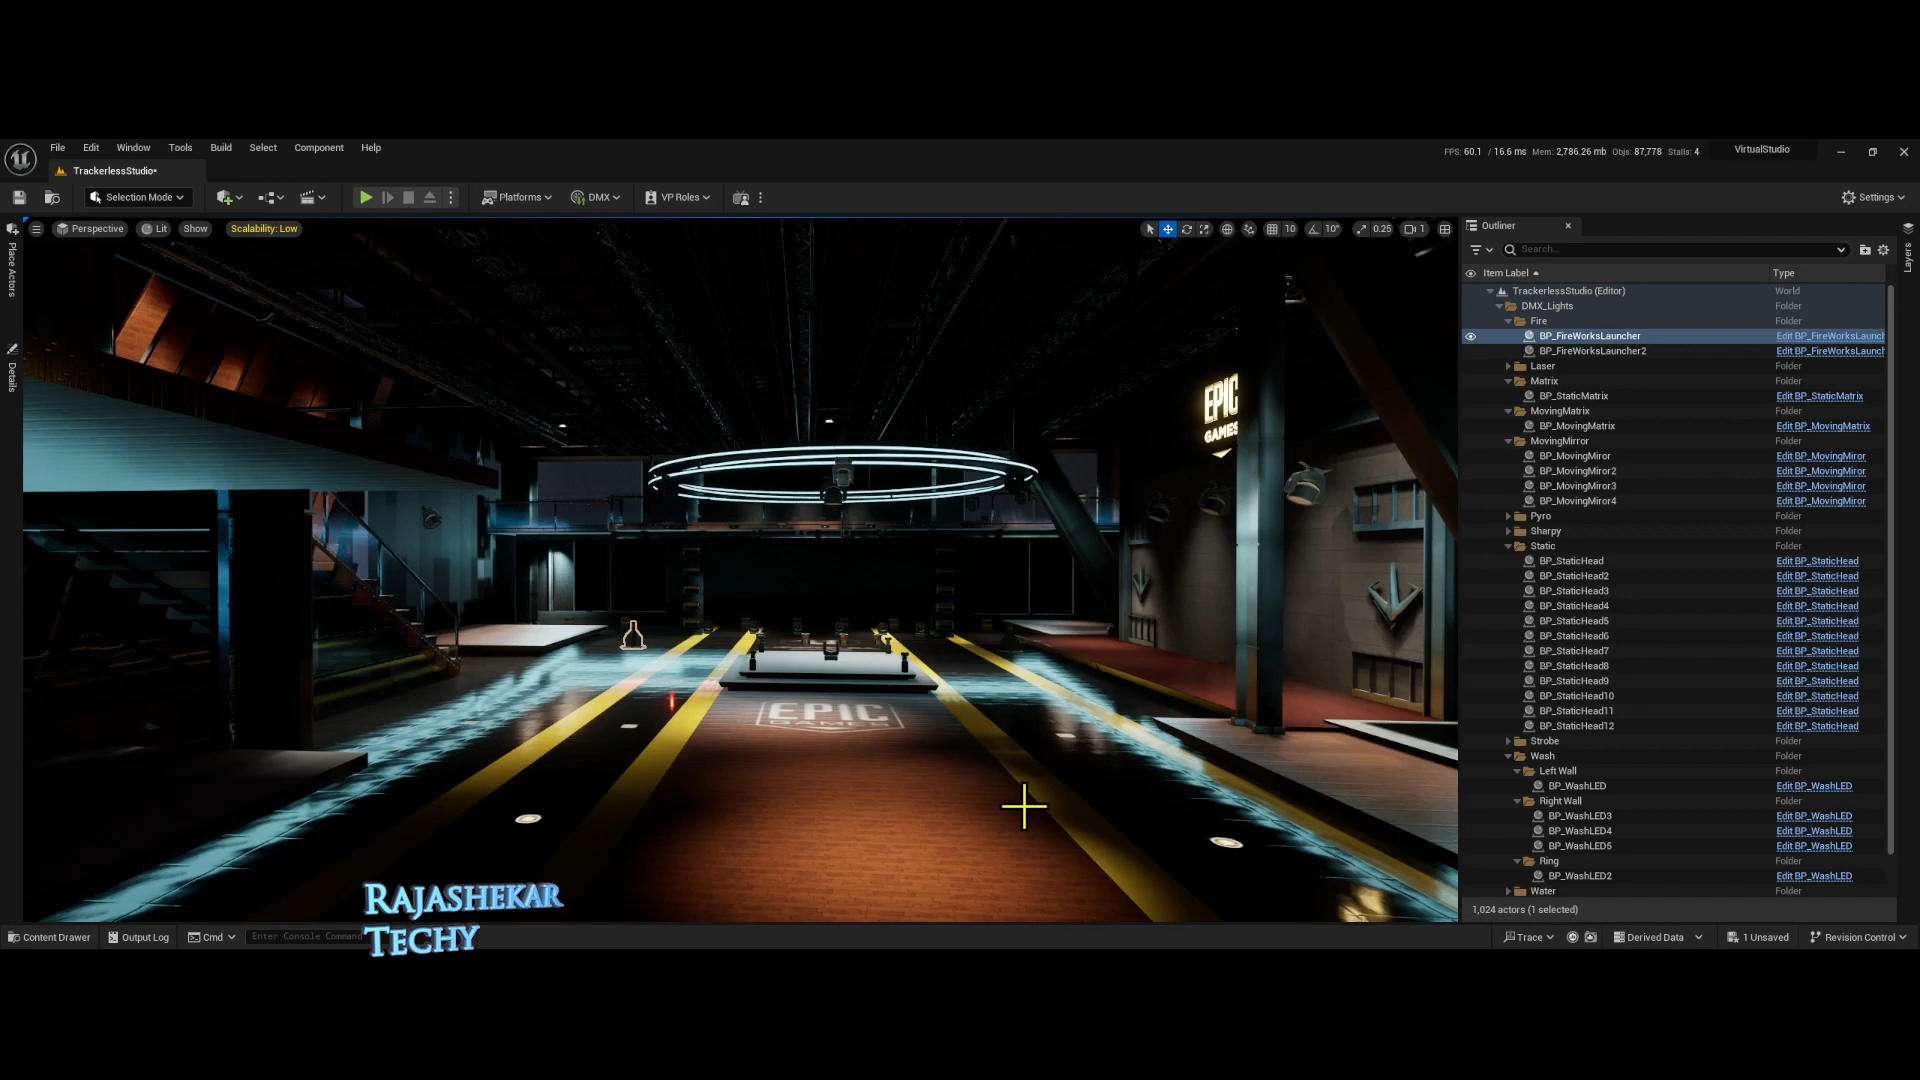 File Edit Window Tools Build Select Component Help
FPS: 60.1 / 16.6 ms Mem: 2,786.26 mb Objs: 87,778 Stalls: 4 VirtualStudio
TrackerlessStudio•
Selection Mode Platforms DMX VP Roles Settings
Perspective Lit Show Scalability: Low 10 10° 0.25 1
Place Actors
Details
Outliner
Layers
Search...
Item Label Type
TrackerlessStudio (Editor) World
DMX_Lights Folder
Fire Folder
BP_FireWorksLauncher Edit BP_FireWorksLaunch
BP_FireWorksLauncher2 Edit BP_FireWorksLaunch
Laser Folder
Matrix Folder
BP_StaticMatrix Edit BP_StaticMatrix
MovingMatrix Folder
BP_MovingMatrix Edit BP_MovingMatrix
MovingMirror Folder
BP_MovingMiror Edit BP_MovingMiror
BP_MovingMiror2 Edit BP_MovingMiror
BP_MovingMiror3 Edit BP_MovingMiror
BP_MovingMiror4 Edit BP_MovingMiror
Pyro Folder
Sharpy Folder
Static Folder
BP_StaticHead Edit BP_StaticHead
BP_StaticHead2 Edit BP_StaticHead
BP_StaticHead3 Edit BP_StaticHead
BP_StaticHead4 Edit BP_StaticHead
BP_StaticHead5 Edit BP_StaticHead
BP_StaticHead6 Edit BP_StaticHead
BP_StaticHead7 Edit BP_StaticHead
BP_StaticHead8 Edit BP_StaticHead
BP_StaticHead9 Edit BP_StaticHead
BP_StaticHead10 Edit BP_StaticHead
BP_StaticHead11 Edit BP_StaticHead
BP_StaticHead12 Edit BP_StaticHead
Strobe Folder
Wash Folder
Left Wall Folder
BP_WashLED Edit BP_WashLED
Right Wall Folder
BP_WashLED3 Edit BP_WashLED
BP_WashLED4 Edit BP_WashLED
BP_WashLED5 Edit BP_WashLED
Ring Folder
BP_WashLED2 Edit BP_WashLED
Water Folder
1,024 actors (1 selected)
EPIC
GAMES
EPIC
GAMES
RAJASHEKAR
TECHY
Content Drawer Output Log Cmd Enter Console Command Trace Derived Data 1 Unsaved Revision Control